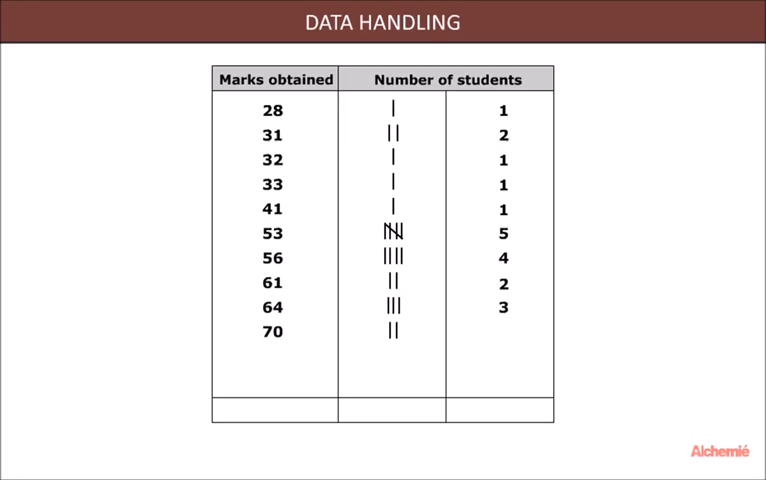 DATA HANDLING
Marks obtained Number of students
28 | 1
31 || 2
32 | 1
33 | 1
41 | 1
53 5
56 |||| 4
61 || 2
64 ||| 3
70 ||
Alchemié